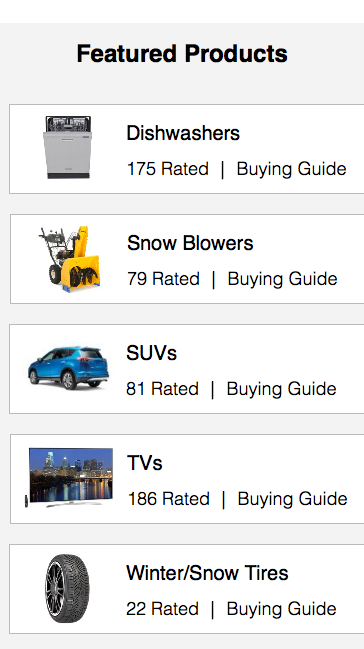 Featured Products
Dishwashers
175 Rated | Buying Guide
Snow Blowers
79 Rated | Buying Guide
SUVs
81 Rated | Buying Guide
TVs
186 Rated | Buying Guide
Winter/Snow Tires
22 Rated | Buying Guide